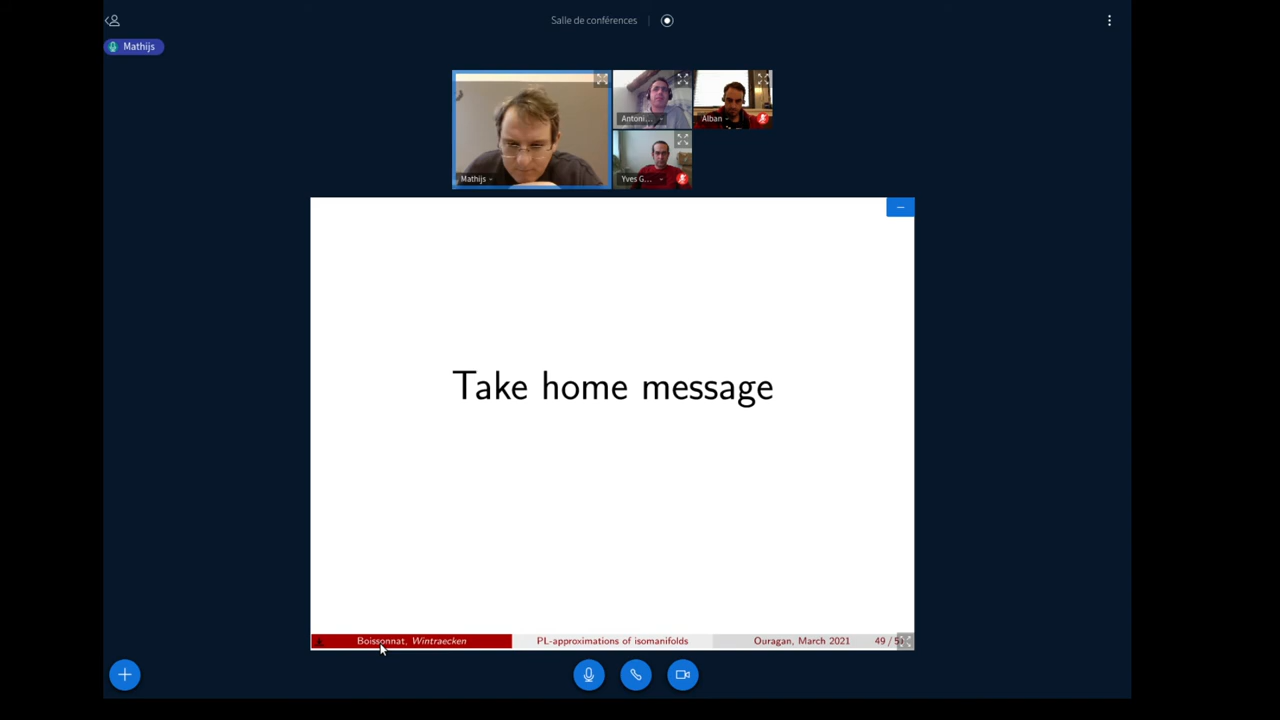 Salle de conférences
Mathijs
Mathijs
Antoni...
Alban
Yves G...
Take home message
Boissonnat, Wintraecken
PL-approximations of isomanifolds
Ouragan, March 2021
49 /